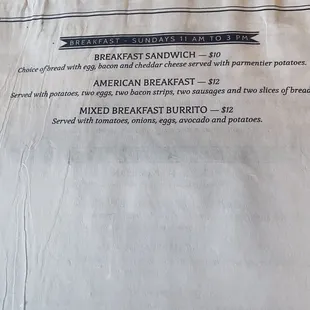 BREAKFAST - SUNDAYS 11 AM TO 3 PM
BREAKFAST SANDWICH — $10
Choice of bread with egg, bacon and cheddar cheese served with parmentier potatoes.
AMERICAN BREAKFAST — $12
Served with potatoes, two eggs, two bacon strips, two sausages and two slices of bread
MIXED BREAKFAST BURRITO — $12
Served with tomatoes, onions, eggs, avocado and potatoes.